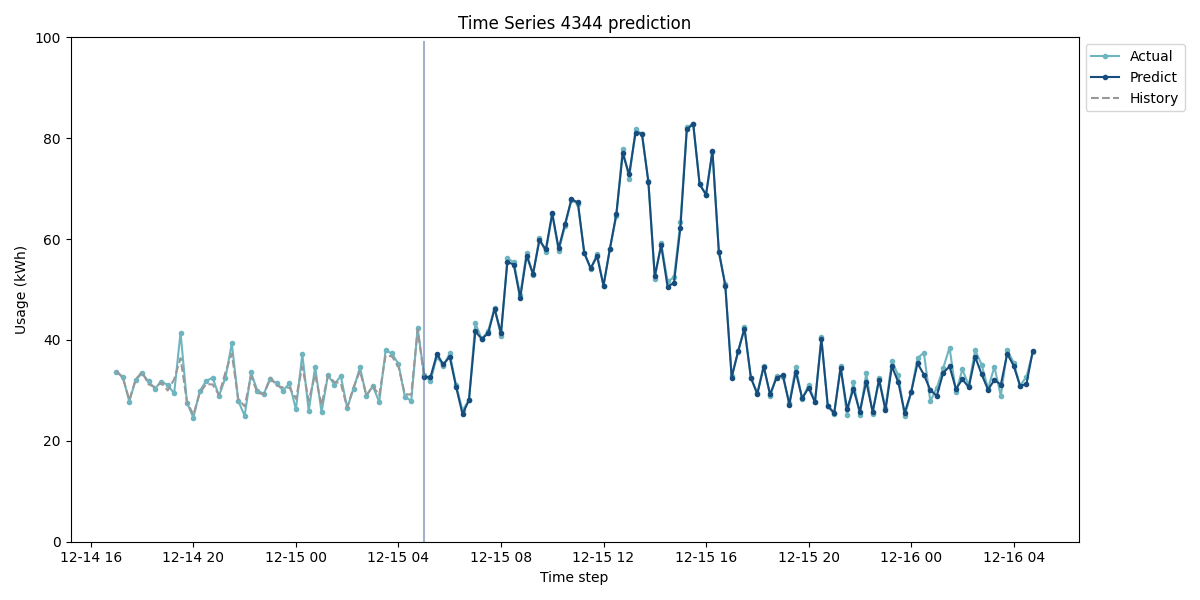 Time Series 4344 prediction
100
80
60
40
20
0
Usage (kWh)
12-14 16
12-14 20
12-15 00
12-15 04
12-15 08
12-15 12
12-15 16
12-15 20
12-16 00
12-16 04
Time step
Actual
Predict
History